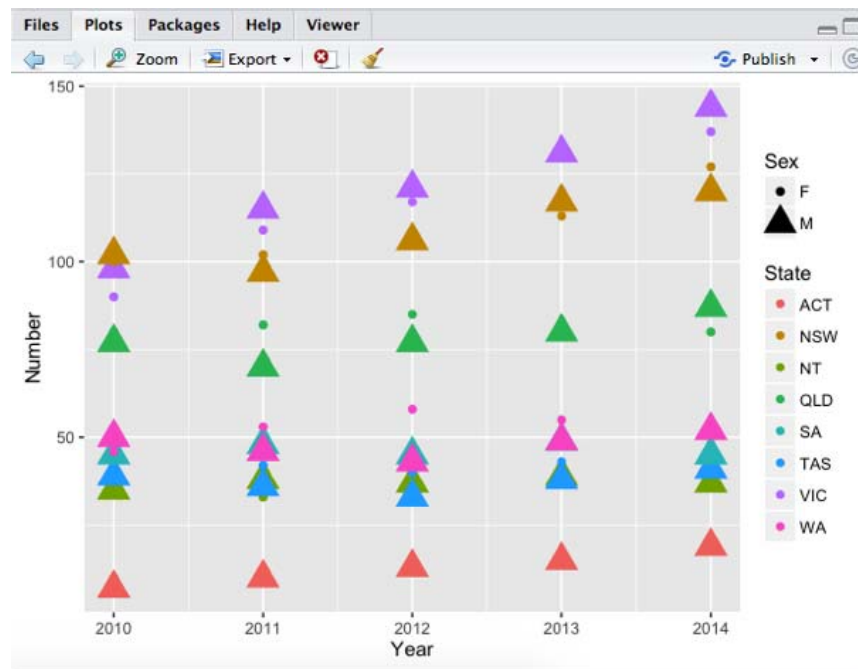 Files Plots Packages Help Viewer
Zoom Export Publish
150
100
50
Number
2010 2011 2012 2013 2014
Year
Sex
F
M
State
ACT
NSW
NT
QLD
SA
TAS
VIC
WA